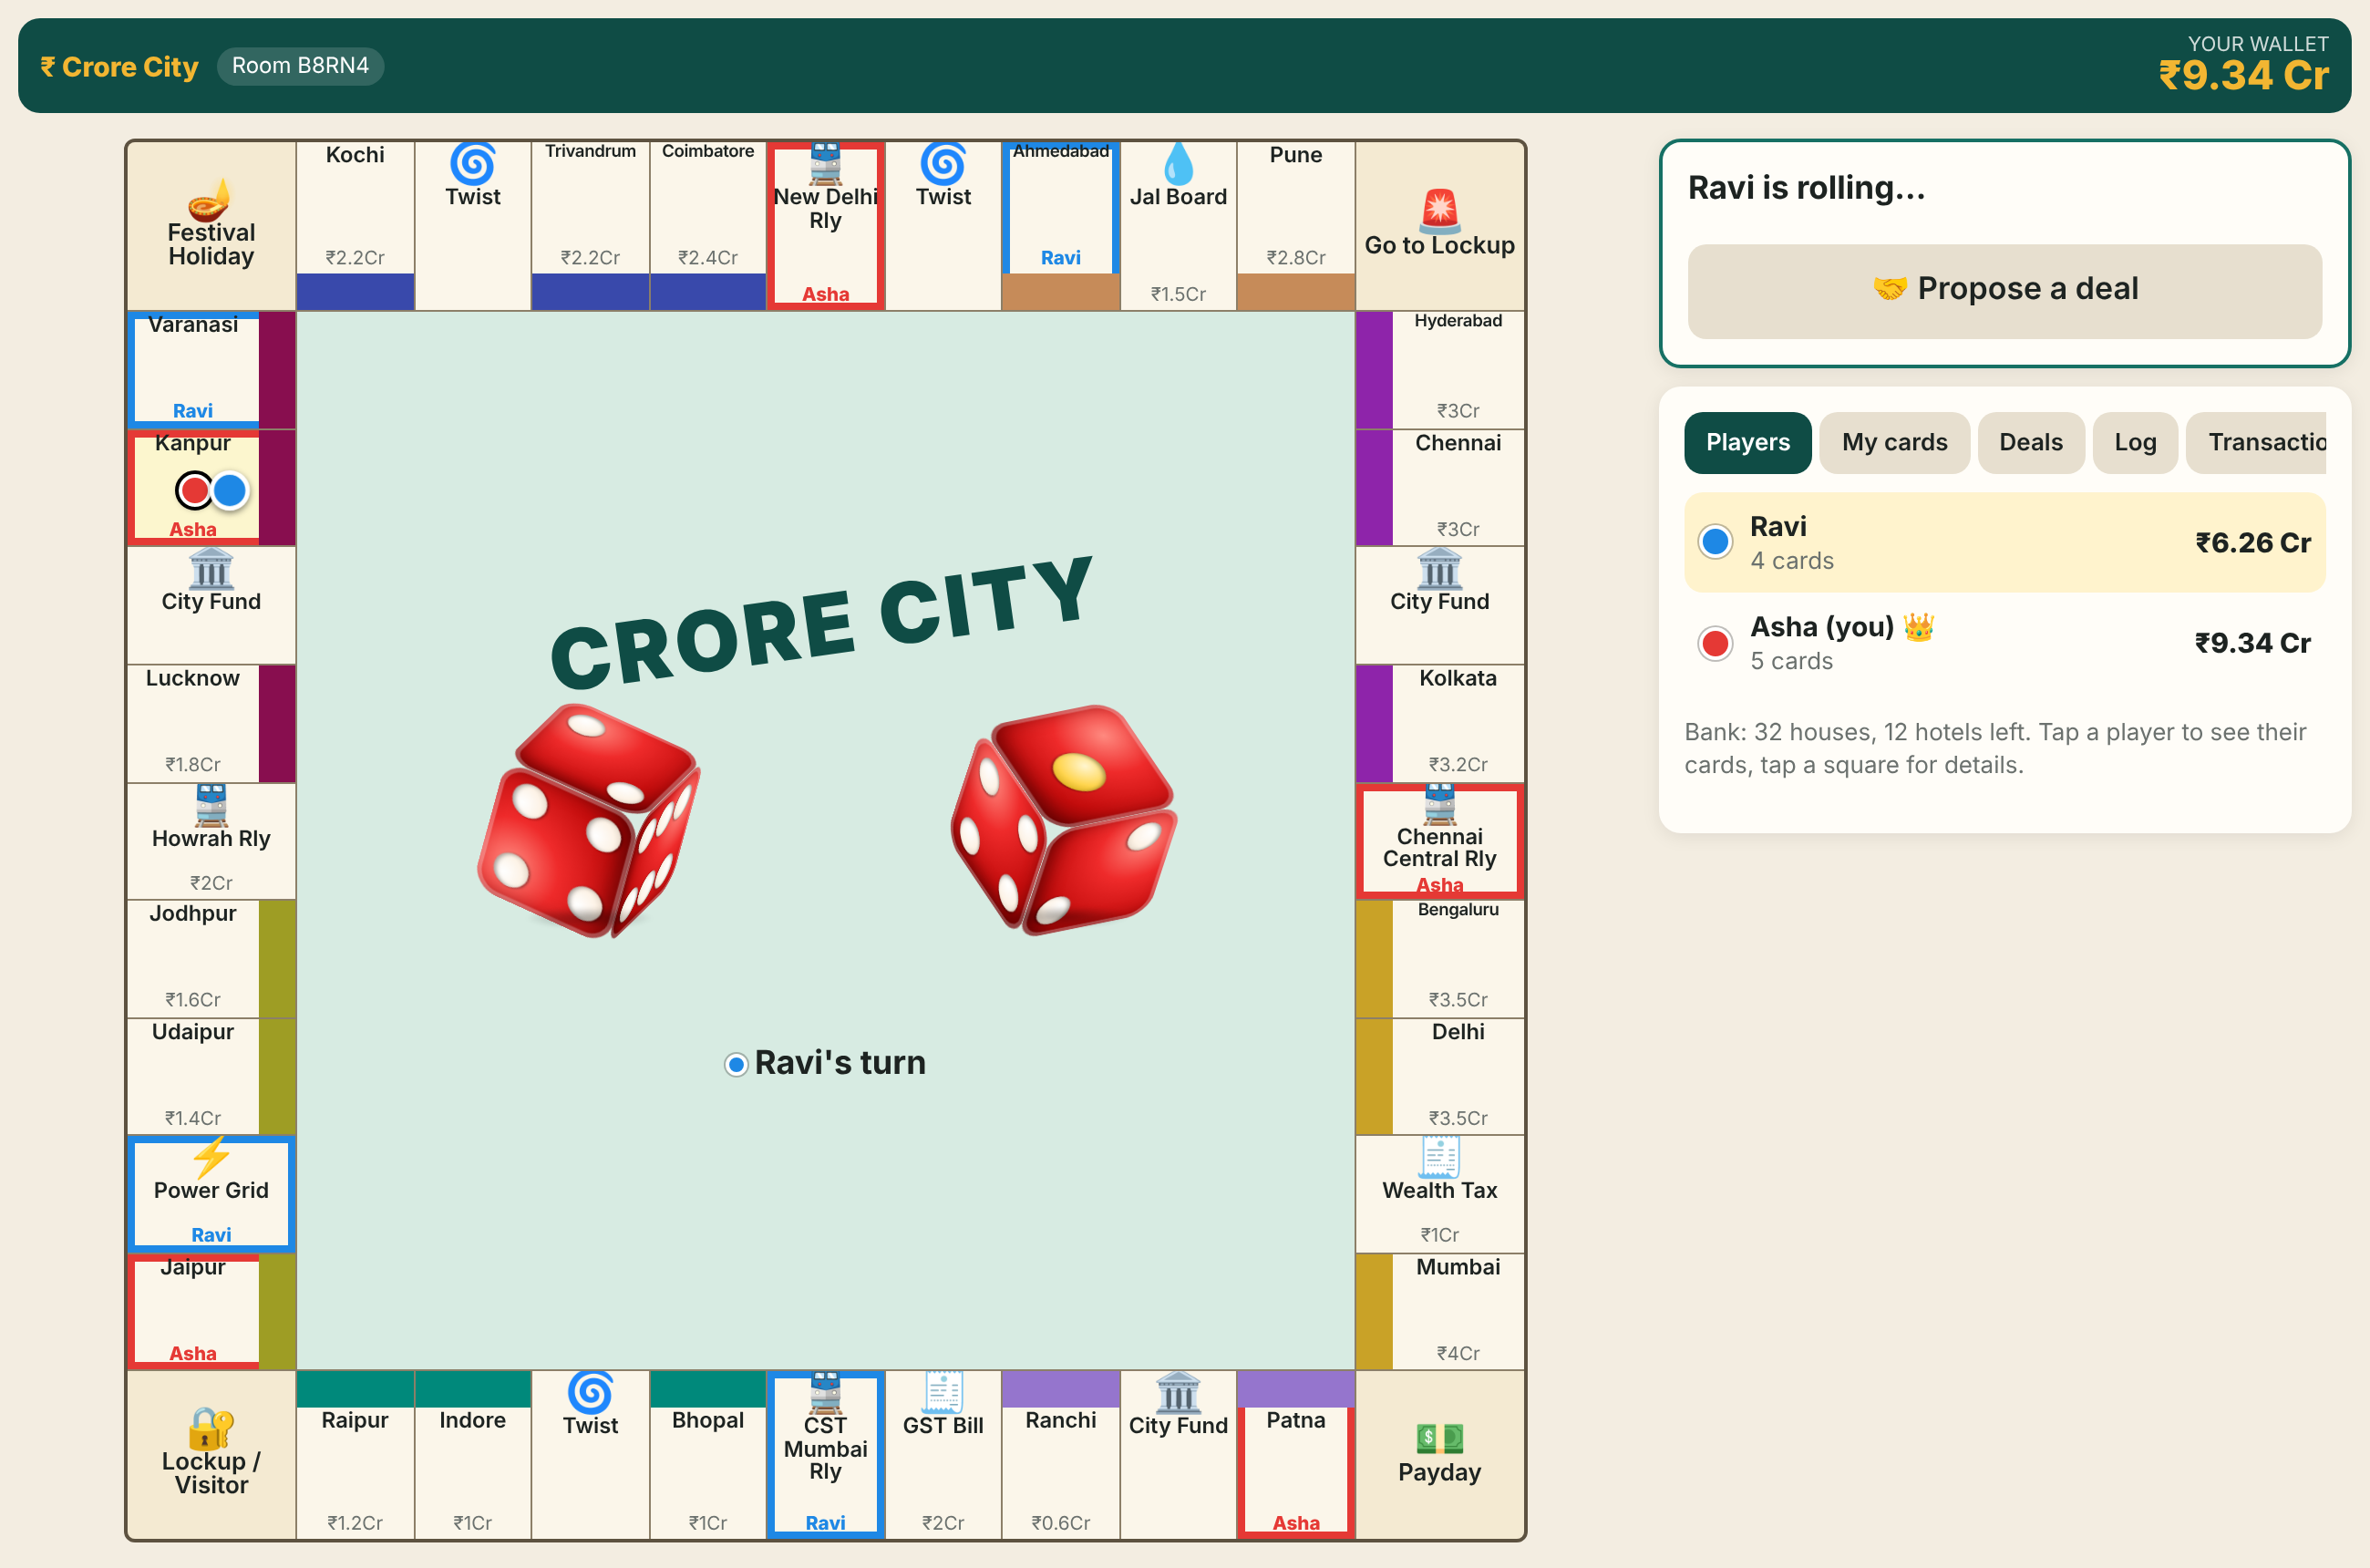 ₹ Crore City
Room B8RN4
YOUR WALLET
₹9.34 Cr
Festival
Holiday
Kochi
₹2.2Cr
Twist
Trivandrum
₹2.2Cr
Coimbatore
₹2.4Cr
New Delhi
Rly
Asha
Twist
Ahmedabad
Ravi
Jal Board
₹1.5Cr
Pune
₹2.8Cr
Go to Lockup
Varanasi
Ravi
Kanpur
Asha
City Fund
Lucknow
₹1.8Cr
Howrah Rly
₹2Cr
Jodhpur
₹1.6Cr
Udaipur
₹1.4Cr
Power Grid
Ravi
Jaipur
Asha
CRORE CITY
Ravi's turn
Hyderabad
₹3Cr
Chennai
₹3Cr
City Fund
Kolkata
₹3.2Cr
Chennai
Central Rly
Asha
Bengaluru
₹3.5Cr
Delhi
₹3.5Cr
Wealth Tax
₹1Cr
Mumbai
₹4Cr
Lockup /
Visitor
Raipur
₹1.2Cr
Indore
₹1Cr
Twist
Bhopal
₹1Cr
CST
Mumbai
Rly
Ravi
GST Bill
₹2Cr
Ranchi
₹0.6Cr
City Fund
Patna
Asha
Payday
Ravi is rolling...
Propose a deal
Players
My cards
Deals
Log
Transactio
Ravi
4 cards
₹6.26 Cr
Asha (you)
5 cards
₹9.34 Cr
Bank: 32 houses, 12 hotels left. Tap a player to see their
cards, tap a square for details.